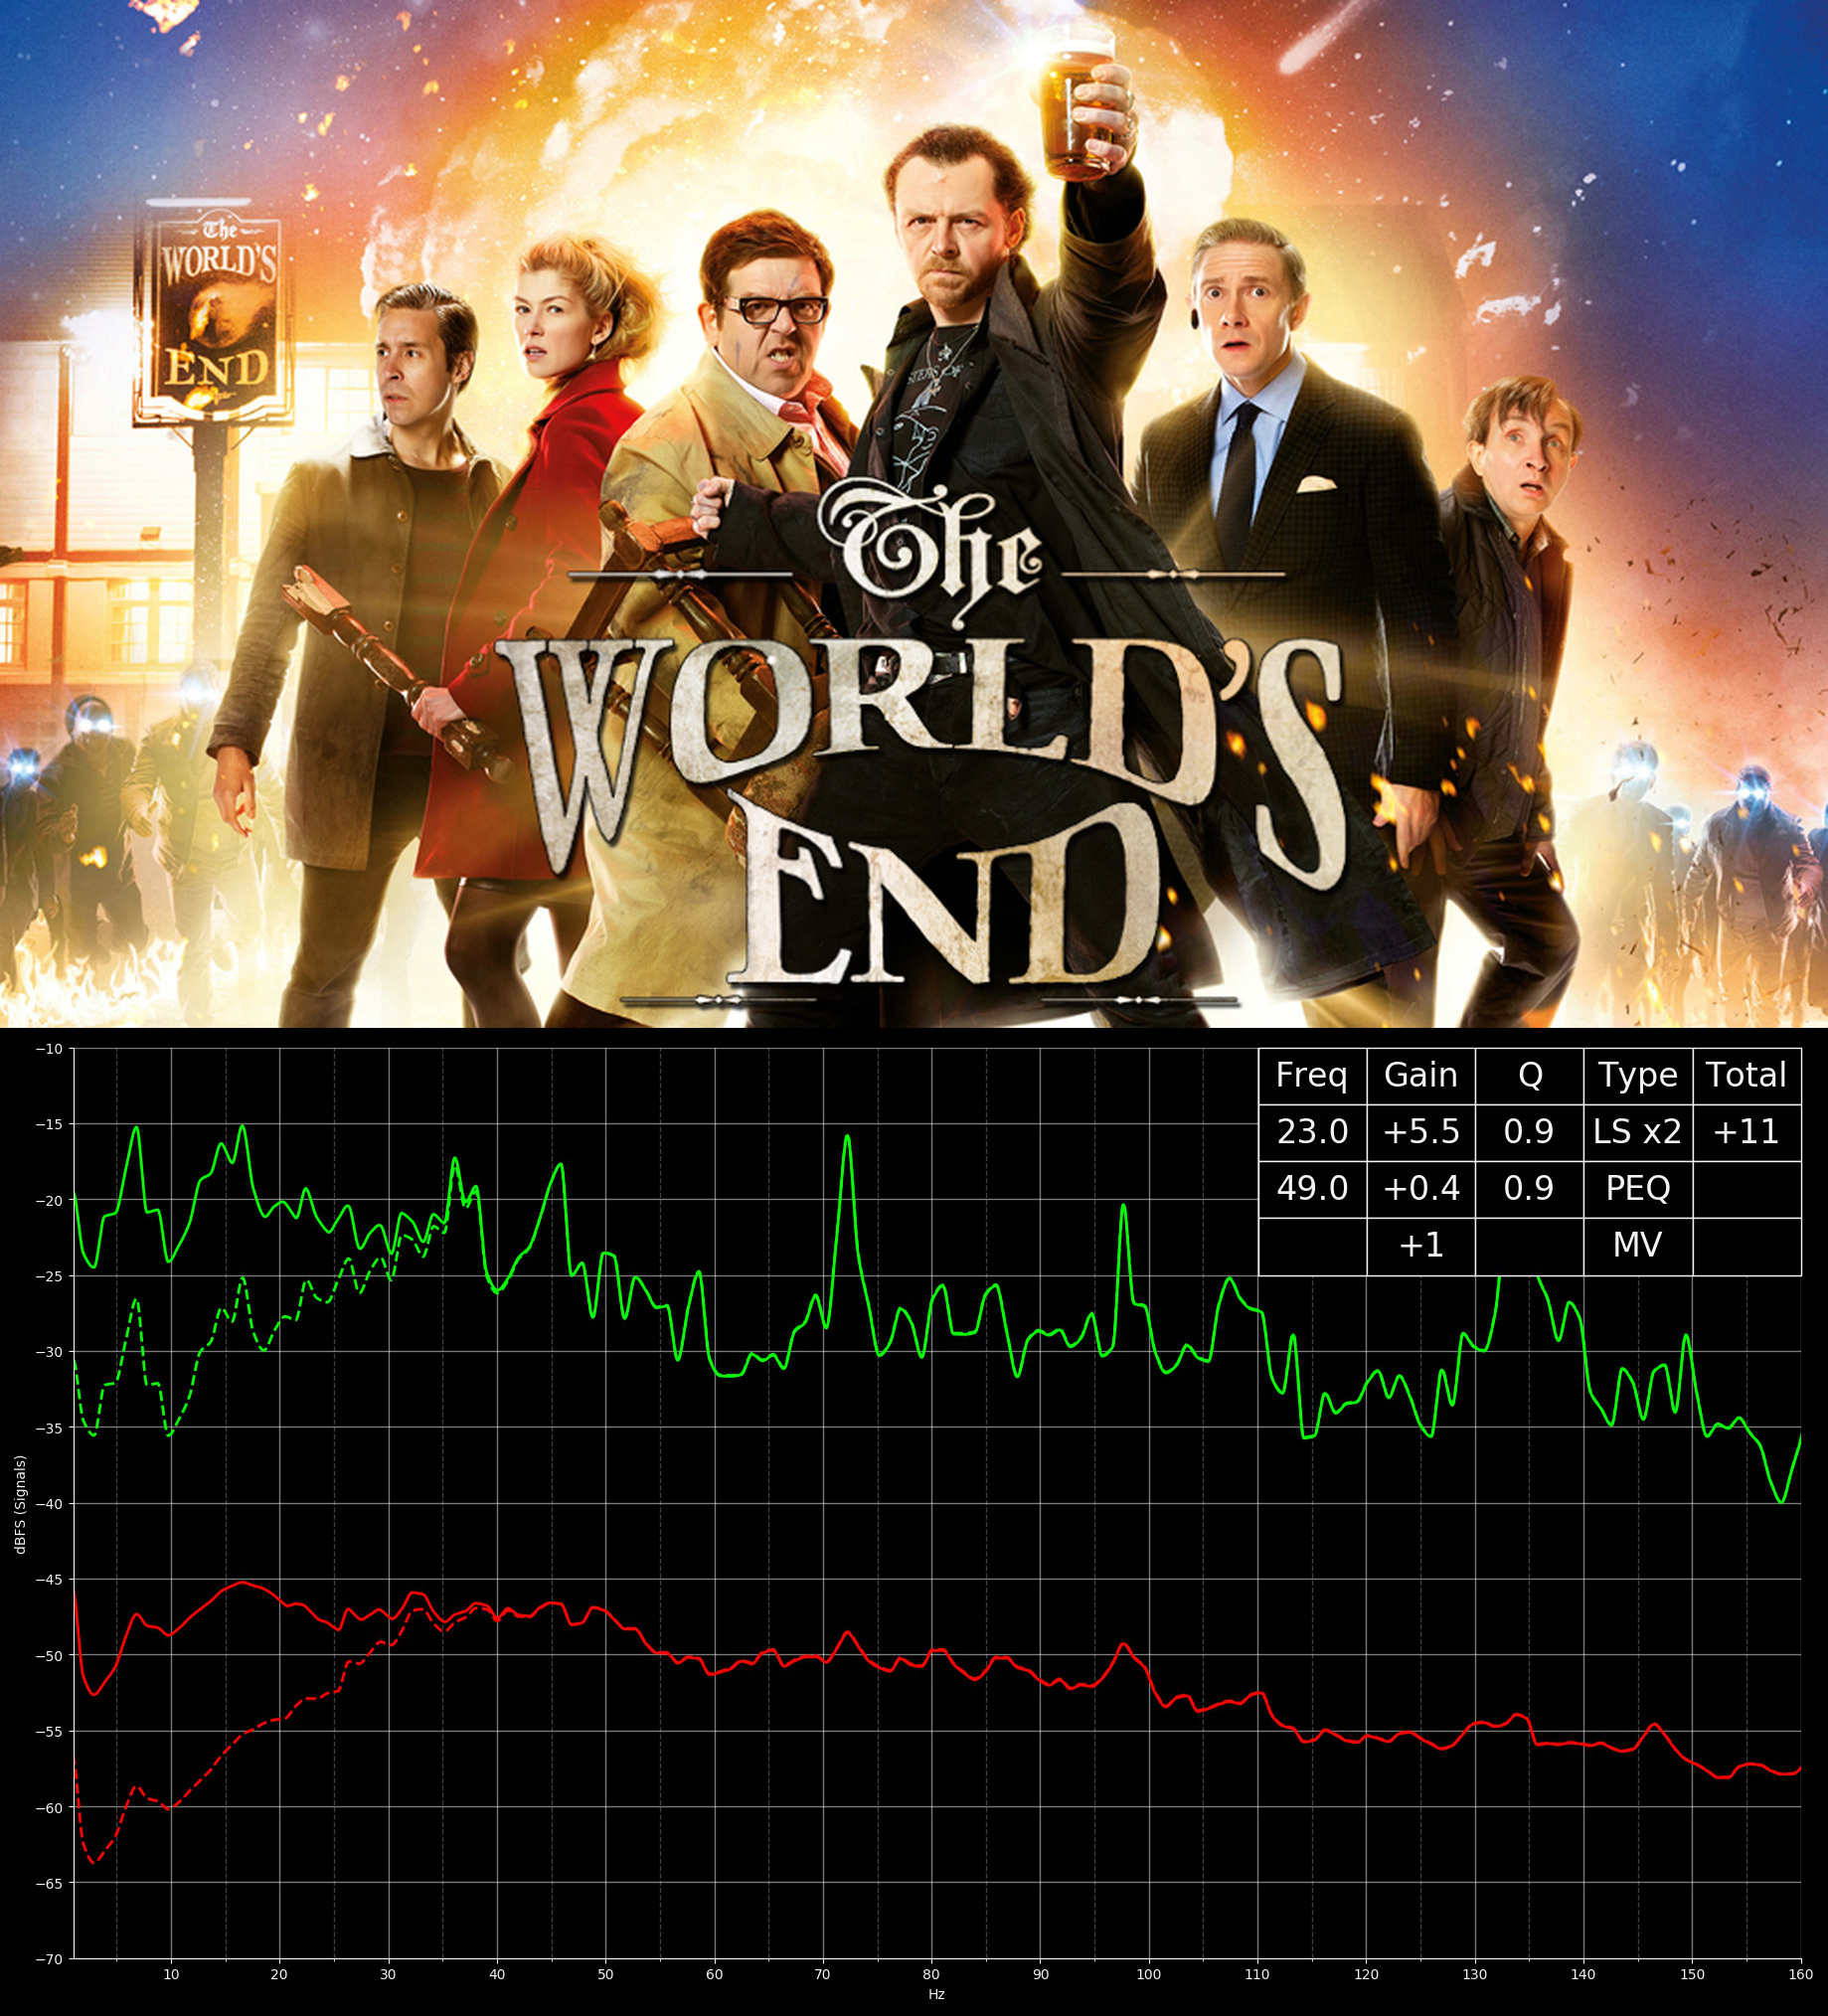 The
WORLD'S
END
The
WORLD'S
END
Freq Gain Q Type Total
23.0 +5.5 0.9 LS x2 +11
49.0 +0.4 0.9 PEQ
+1 MV
−10
−15
−20
−25
−30
−35
−40
−45
−50
−55
−60
−65
−70
dBFS (Signals)
10 20 30 40 50 60 70 80 90 100 110 120 130 140 150 160
Hz